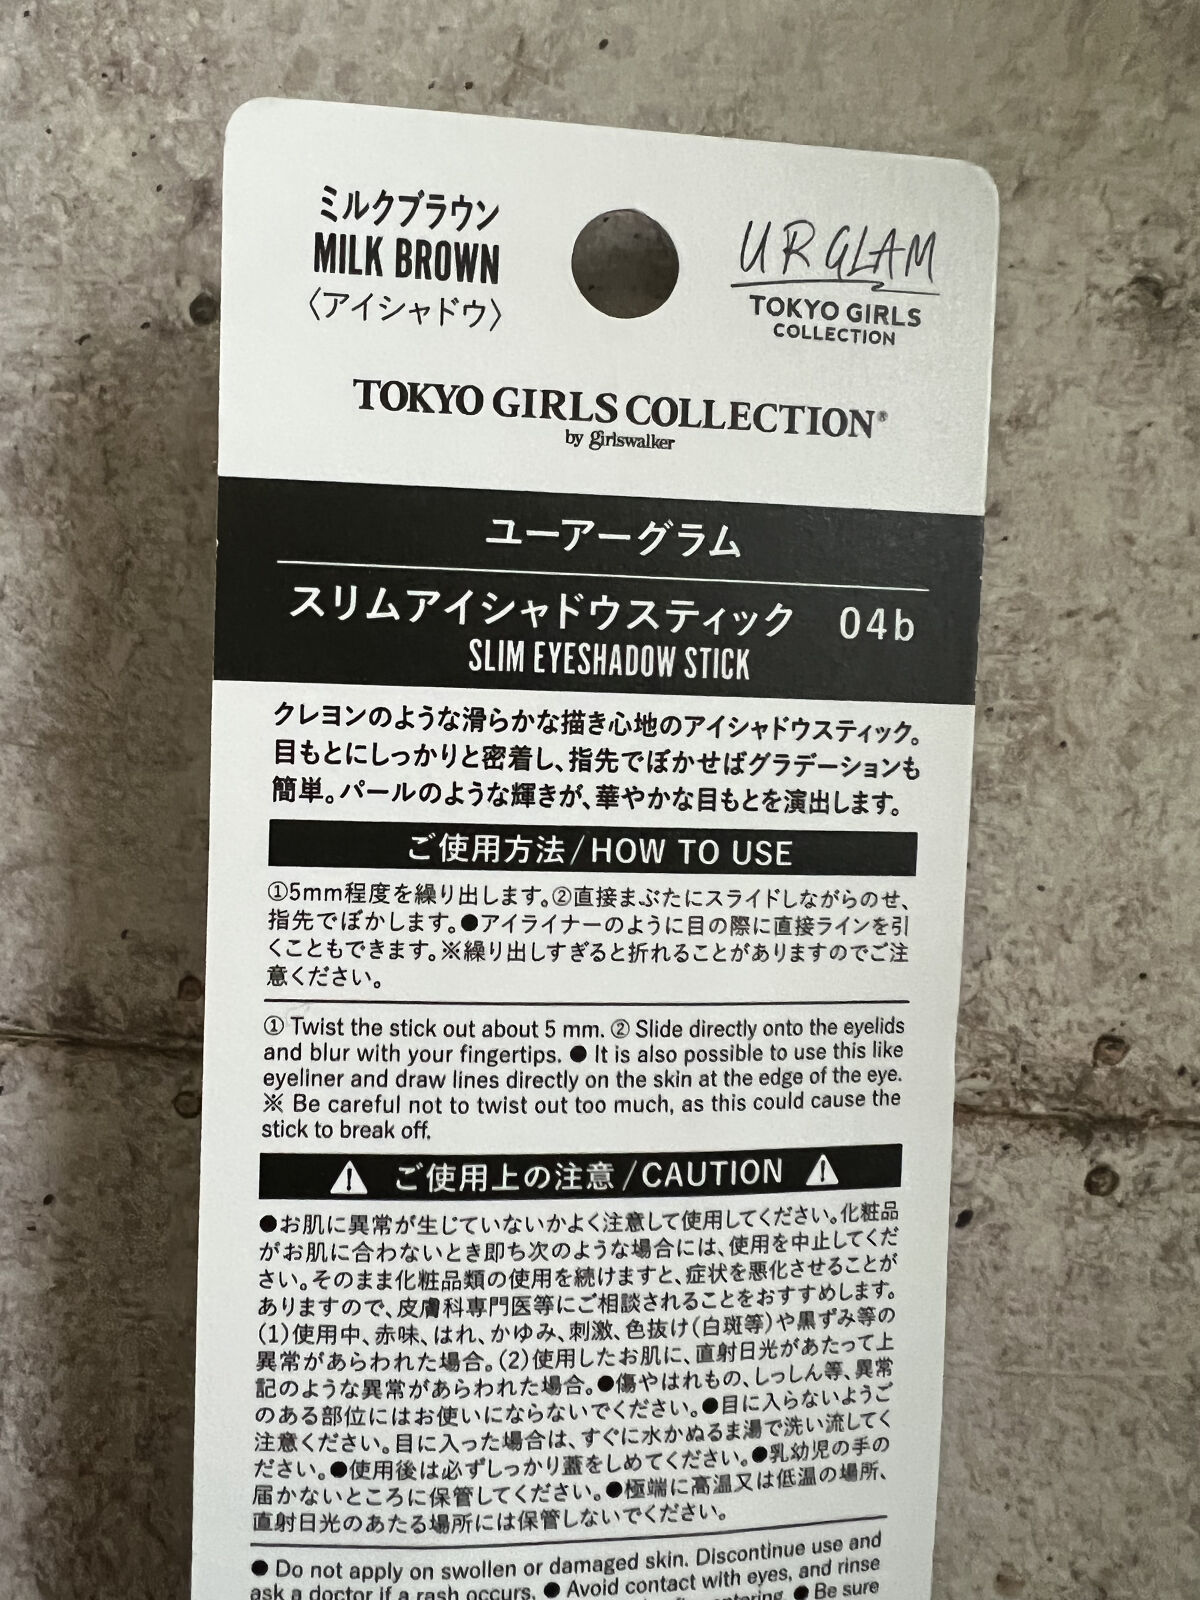 ミルクブラウン
MILK BROWN
〈アイシャドウ〉
UR GLAM
TOKYO GIRLS
COLLECTION
TOKYO GIRLS COLLECTION®
by girlswalker
ユーアーグラム
スリムアイシャドウスティック 04b
SLIM EYESHADOW STICK
クレヨンのような滑らかな描き心地のアイシャドウスティック。
目もとにしっかりと密着し、指先でぼかせばグラデーションも
簡単。パールのような輝きが、華やかな目もとを演出します。
ご使用方法/HOW TO USE
①5mm程度を繰り出します。②直接まぶたにスライドしながらのせ、
指先でぼかします。●アイライナーのように目の際に直接ラインを引
くこともできます。※繰り出しすぎると折れることがありますのでご注
意ください。
① Twist the stick out about 5 mm. ② Slide directly onto the eyelids
and blur with your fingertips. ● It is also possible to use this like
eyeliner and draw lines directly on the skin at the edge of the eye.
※ Be careful not to twist out too much, as this could cause the
stick to break off.
⚠ ご使用上の注意/CAUTION ⚠
●お肌に異常が生じていないかよく注意して使用してください。化粧品
がお肌に合わないとき即ち次のような場合には、使用を中止してくだ
さい。そのまま化粧品類の使用を続けますと、症状を悪化させることが
ありますので、皮膚科専門医等にご相談されることをおすすめします。
(1)使用中、赤味、はれ、かゆみ、刺激、色抜け(白斑等)や黒ずみ等の
異常があらわれた場合。(2)使用したお肌に、直射日光があたって上
記のような異常があらわれた場合。●傷やはれもの、しっしん等、異常
のある部位にはお使いにならないでください。●目に入らないようご
注意ください。目に入った場合は、すぐに水かぬるま湯で洗い流してく
ださい。●使用後は必ずしっかり蓋をしめてください。●乳幼児の手の
届かないところに保管してください。●極端に高温又は低温の場所、
直射日光のあたる場所には保管しないでください。
● Do not apply on swollen or damaged skin. Discontinue use and
ask a doctor if a rash occurs. ● Avoid contact with eyes, and rinse
● Be sure